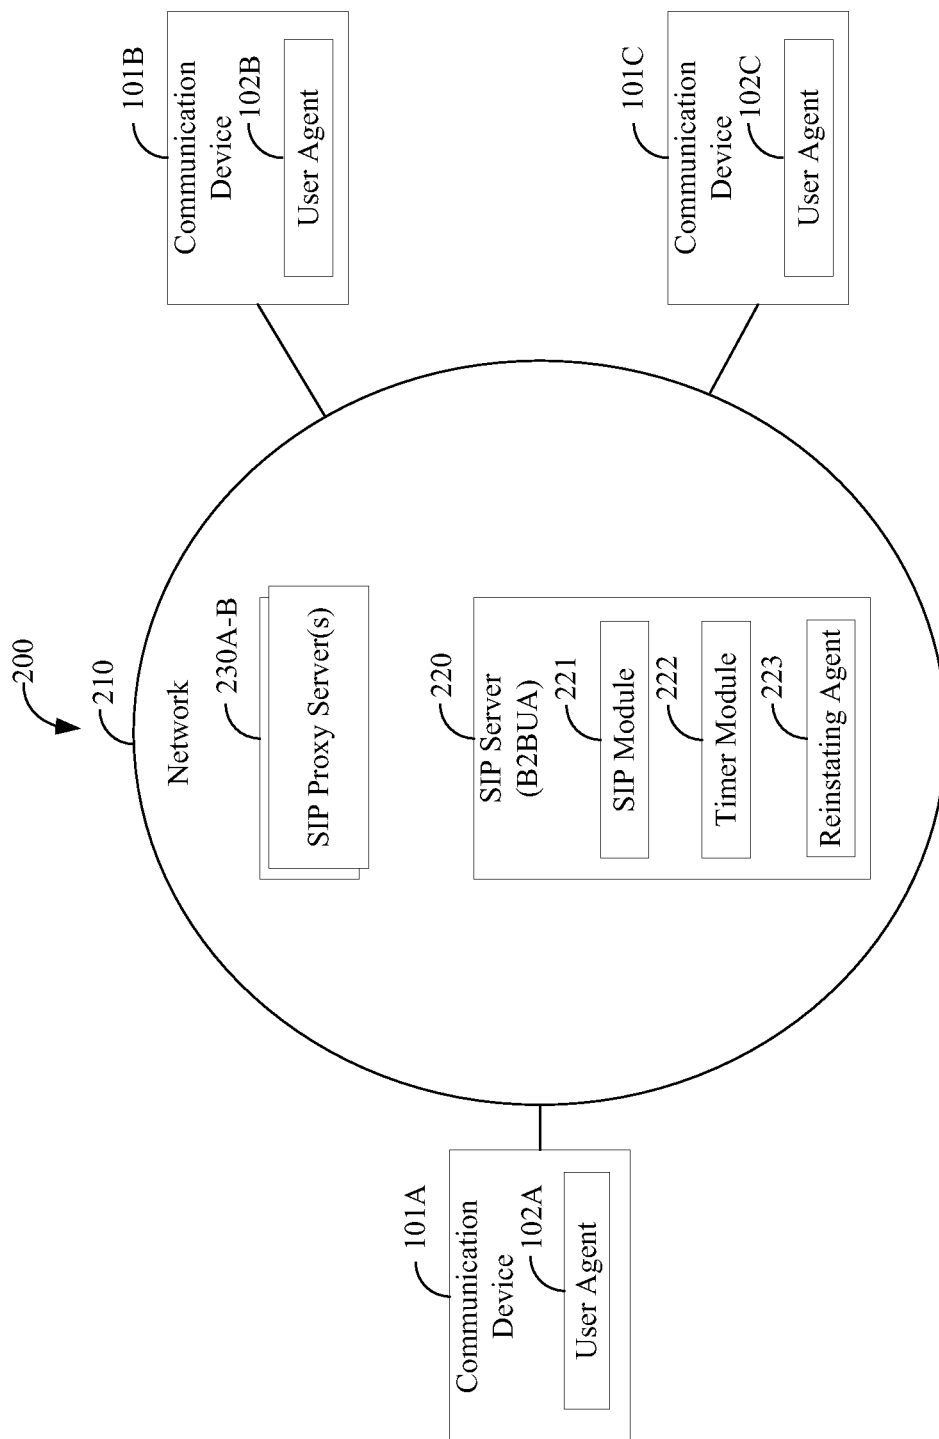 200
210
Network
230A-B
SIP Proxy Server(s)
220
SIP Server
(B2BUA)
221
SIP Module
222
Timer Module
223
Reinstating Agent
101A
Communication
Device
102A
User Agent
101B
Communication
Device
102B
User Agent
101C
Communication
Device
102C
User Agent